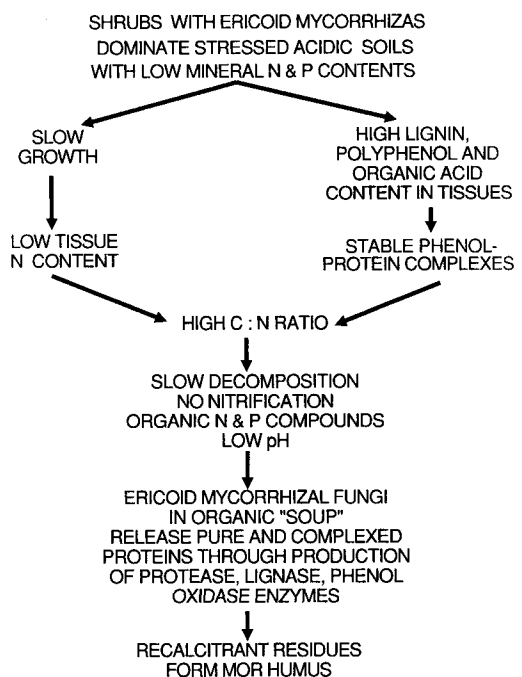 SHRUBS WITH ERICOID MYCORRHIZAS
DOMINATE STRESSED ACIDIC SOILS
WITH LOW MINERAL N & P CONTENTS
SLOW
GROWTH
HIGH LIGNIN,
POLYPHENOL AND
ORGANIC ACID
CONTENT IN TISSUES
LOW TISSUE
N CONTENT
STABLE PHENOL-
PROTEIN COMPLEXES
HIGH C : N RATIO
SLOW DECOMPOSITION
NO NITRIFICATION
ORGANIC N & P COMPOUNDS
LOW pH
ERICOID MYCORRHIZAL FUNGI
IN ORGANIC "SOUP"
RELEASE PURE AND COMPLEXED
PROTEINS THROUGH PRODUCTION
OF PROTEASE, LIGNASE, PHENOL
OXIDASE ENZYMES
RECALCITRANT RESIDUES
FORM MOR HUMUS